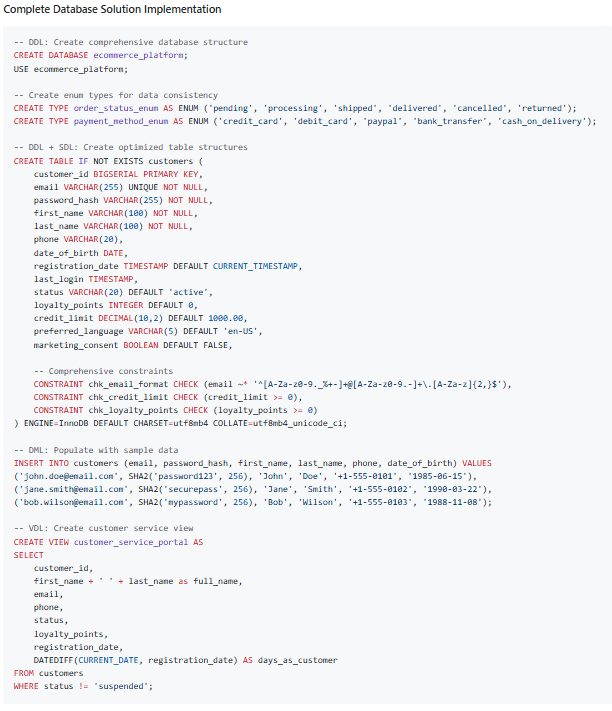 Complete Database Solution Implementation
-- DDL: Create comprehensive database structure
CREATE DATABASE ecommerce_platform;
USE ecommerce_platform;
-- Create enum types for data consistency
CREATE TYPE order_status_enum AS ENUM ('pending', 'processing', 'shipped', 'delivered', 'cancelled', 'returned');
CREATE TYPE payment_method_enum AS ENUM ('credit_card', 'debit_card', 'paypal', 'bank_transfer', 'cash_on_delivery');
-- DDL + SDL: Create optimized table structures
CREATE TABLE IF NOT EXISTS customers (
    customer_id BIGSERIAL PRIMARY KEY,
    email VARCHAR(255) UNIQUE NOT NULL,
    password_hash VARCHAR(255) NOT NULL,
    first_name VARCHAR(100) NOT NULL,
    last_name VARCHAR(100) NOT NULL,
    phone VARCHAR(20),
    date_of_birth DATE,
    registration_date TIMESTAMP DEFAULT CURRENT_TIMESTAMP,
    last_login TIMESTAMP,
    status VARCHAR(20) DEFAULT 'active',
    loyalty_points INTEGER DEFAULT 0,
    credit_limit DECIMAL(10,2) DEFAULT 1000.00,
    preferred_language VARCHAR(5) DEFAULT 'en-US',
    marketing_consent BOOLEAN DEFAULT FALSE,
    -- Comprehensive constraints
    CONSTRAINT chk_email_format CHECK (email ~* '^[A-Za-z0-9._%+-]+@[A-Za-z0-9.-]+\.[A-Za-z]{2,}$'),
    CONSTRAINT chk_credit_limit CHECK (credit_limit >= 0),
    CONSTRAINT chk_loyalty_points CHECK (loyalty_points >= 0)
) ENGINE=InnoDB DEFAULT CHARSET=utf8mb4 COLLATE=utf8mb4_unicode_ci;
-- DML: Populate with sample data
INSERT INTO customers (email, password_hash, first_name, last_name, phone, date_of_birth) VALUES
('john.doe@email.com', SHA2('password123', 256), 'John', 'Doe', '+1-555-0101', '1985-06-15'),
('jane.smith@email.com', SHA2('securepass', 256), 'Jane', 'Smith', '+1-555-0102', '1990-03-22'),
('bob.wilson@email.com', SHA2('mypassword', 256), 'Bob', 'Wilson', '+1-555-0103', '1988-11-08');
-- VDL: Create customer service view
CREATE VIEW customer_service_portal AS
SELECT
    customer_id,
    first_name + ' ' + last_name as full_name,
    email,
    phone,
    status,
    loyalty_points,
    registration_date,
    DATEDIFF(CURRENT_DATE, registration_date) AS days_as_customer
FROM customers
WHERE status != 'suspended';